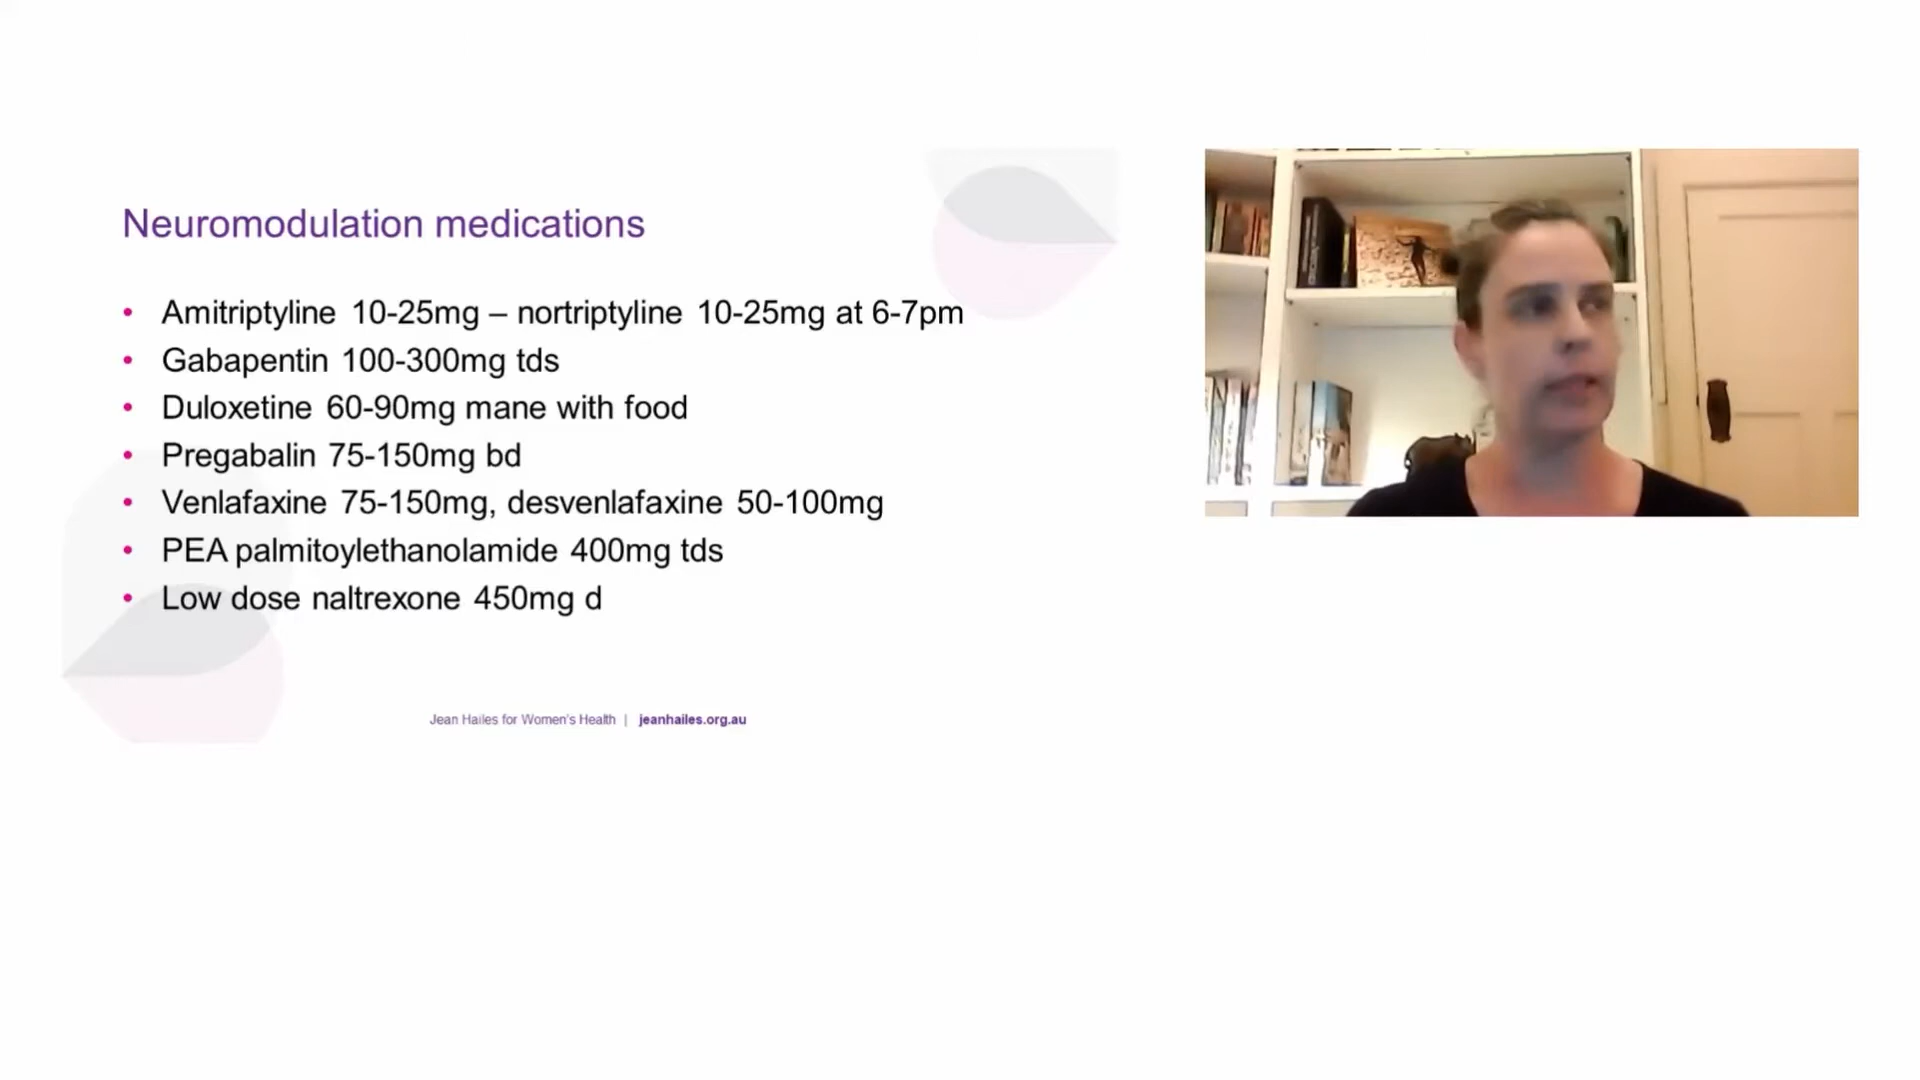 Neuromodulation medications
• Amitriptyline 10-25mg – nortriptyline 10-25mg at 6-7pm
• Gabapentin 100-300mg tds
• Duloxetine 60-90mg mane with food
• Pregabalin 75-150mg bd
• Venlafaxine 75-150mg, desvenlafaxine 50-100mg
• PEA palmitoylethanolamide 400mg tds
• Low dose naltrexone 450mg d
Jean Hailes for Women's Health | jeanhailes.org.au